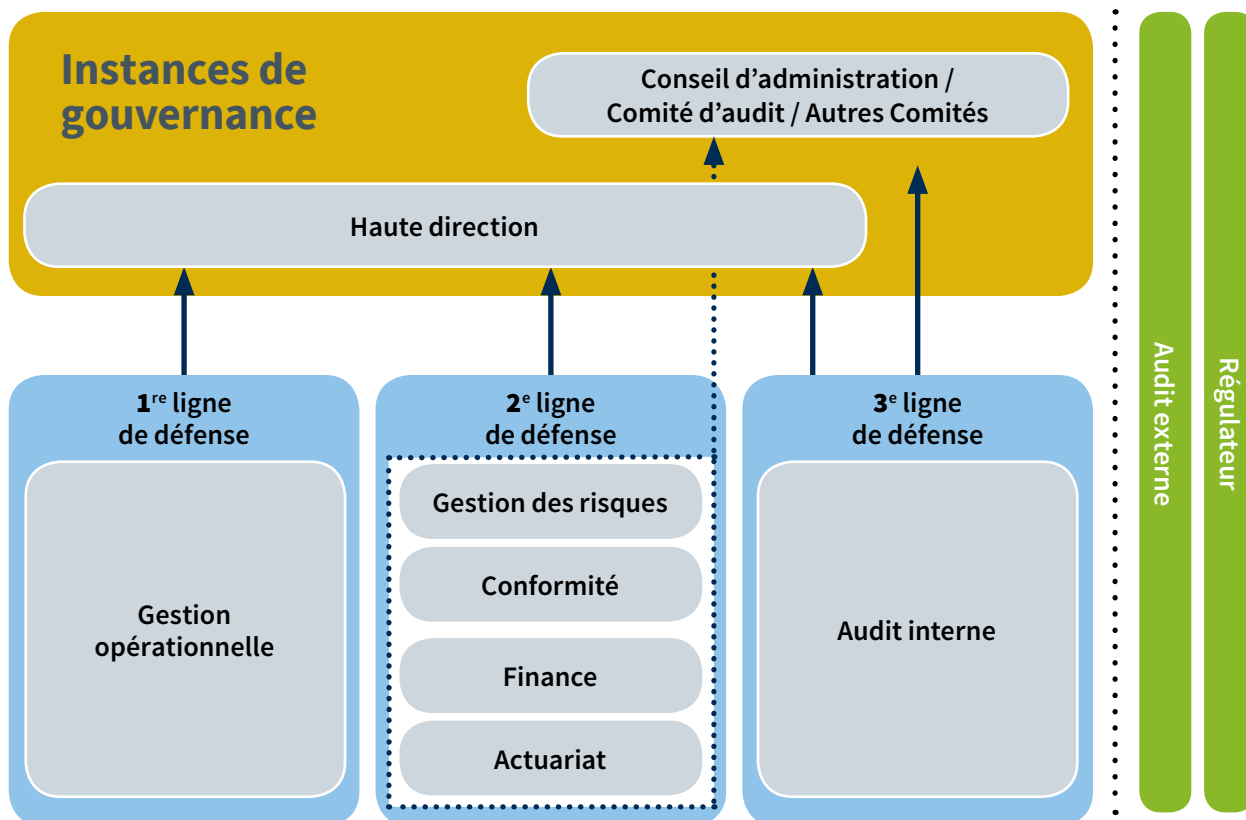 Instances de
gouvernance
Conseil d’administration /
Comité d’audit / Autres Comités
Haute direction
1re ligne
de défense
Gestion
opérationnelle
2e ligne
de défense
Gestion des risques
Conformité
Finance
Actuariat
3e ligne
de défense
Audit interne
Audit externe
Régulateur